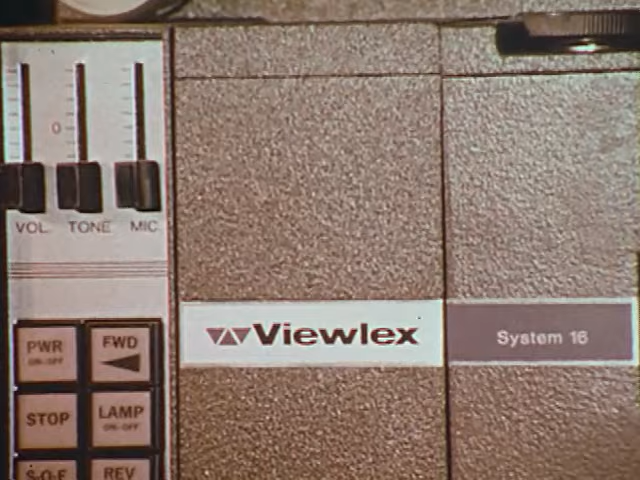 0
VOL. TONE MIC
Viewlex
System 16
PWR
ON-OFF
FWD
STOP
LAMP
ON-OFF
S-O-F
REV